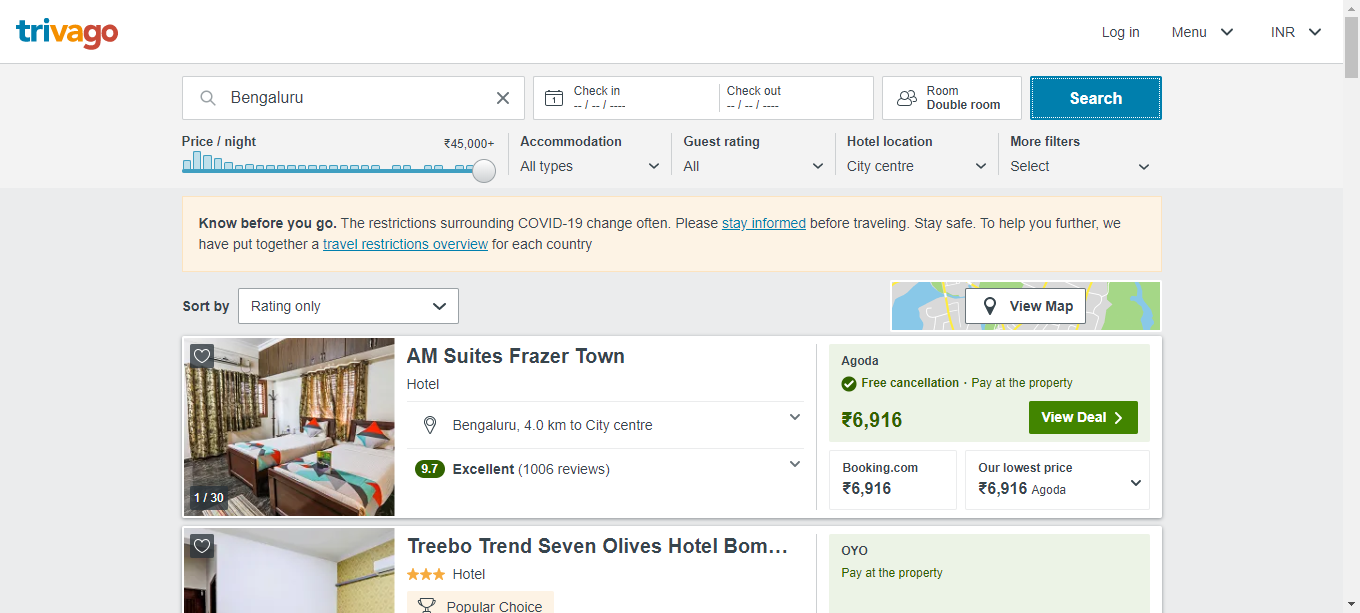 trivago
Log in
Menu
INR
Bengaluru
Check in
-- / -- / ----
Check out
-- / -- / ----
Room
Double room
Search
Price / night
₹45,000+
Accommodation
All types
Guest rating
All
Hotel location
City centre
More filters
Select
Know before you go. The restrictions surrounding COVID-19 change often. Please stay informed before traveling. Stay safe. To help you further, we
have put together a travel restrictions overview for each country
Sort by
Rating only
View Map
1 / 30
AM Suites Frazer Town
Hotel
Bengaluru, 4.0 km to City centre
9.7 Excellent (1006 reviews)
Agoda
Free cancellation · Pay at the property
₹6,916
View Deal
Booking.com
₹6,916
Our lowest price
₹6,916 Agoda
Treebo Trend Seven Olives Hotel Bom...
Hotel
Popular Choice
OYO
Pay at the property